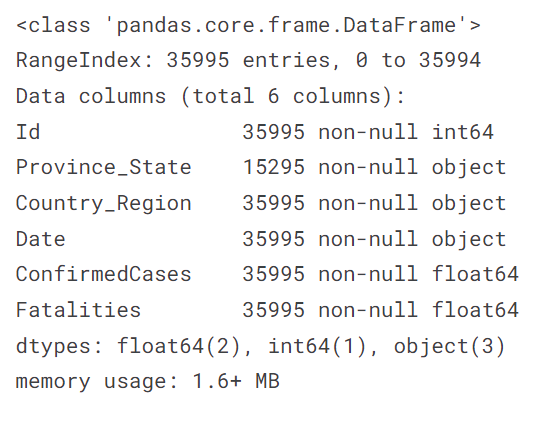 <class 'pandas.core.frame.DataFrame'>
RangeIndex: 35995 entries, 0 to 35994
Data columns (total 6 columns):
Id                35995 non-null int64
Province_State    15295 non-null object
Country_Region    35995 non-null object
Date              35995 non-null object
ConfirmedCases    35995 non-null float64
Fatalities        35995 non-null float64
dtypes: float64(2), int64(1), object(3)
memory usage: 1.6+ MB